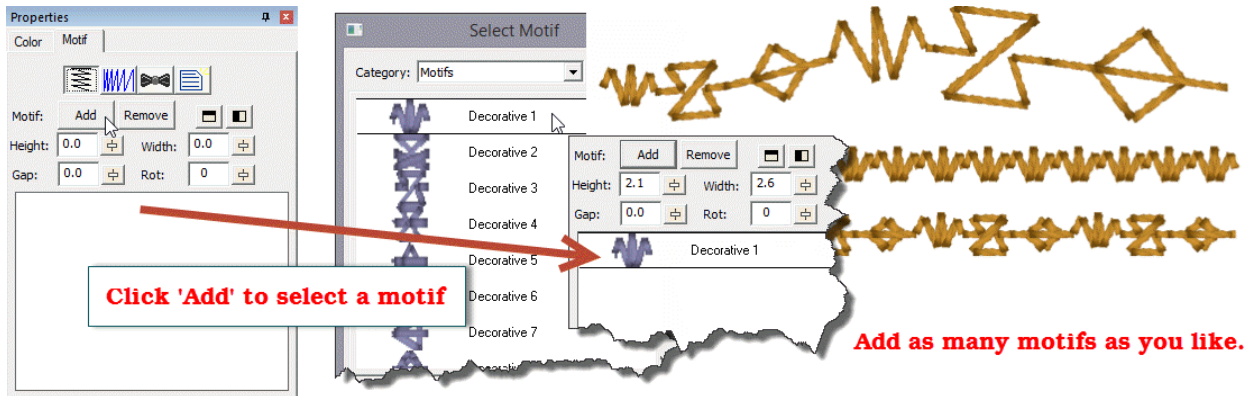 Properties
Color Motif
Motif: Add Remove
Height: 0.0 Width: 0.0
Gap: 0.0 Rot: 0
Select Motif
Category: Motifs
Decorative 1
Decorative 2
Decorative 3
Decorative 4
Decorative 5
Decorative 6
Decorative 7
Motif: Add Remove
Height: 2.1 Width: 2.6
Gap: 0.0 Rot: 0
Decorative 1
Click 'Add' to select a motif
Add as many motifs as you like.